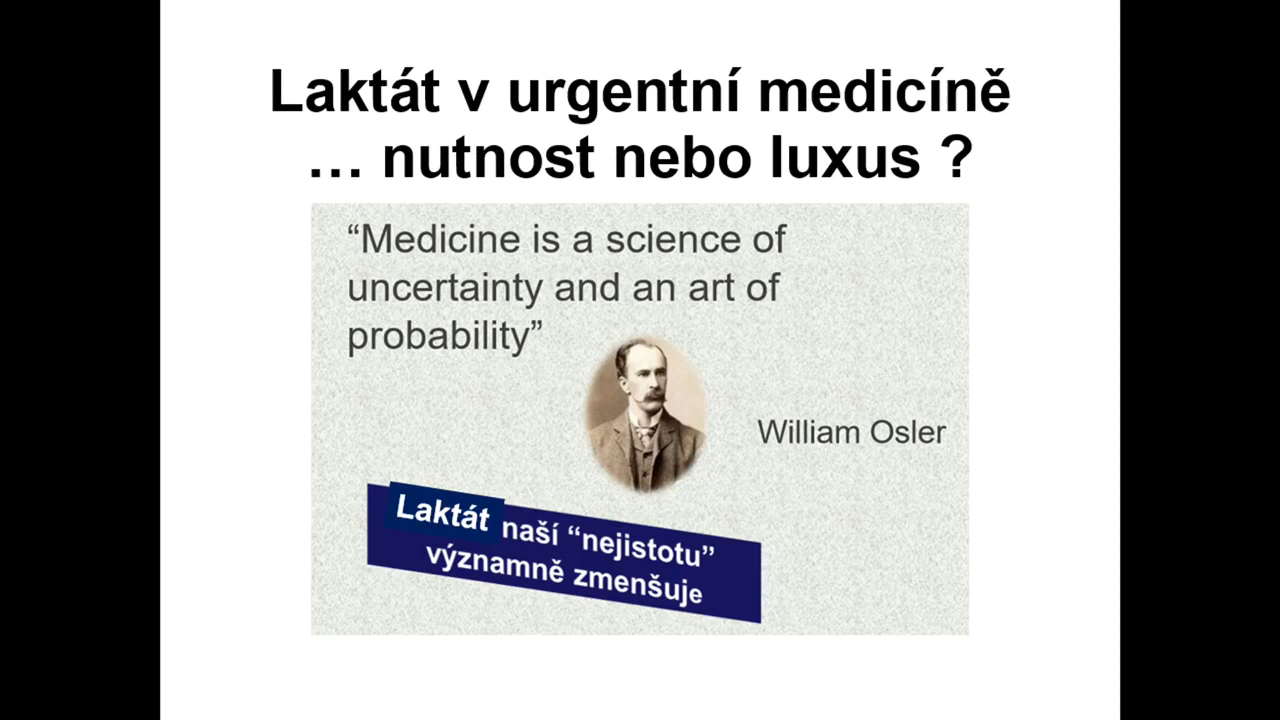 Laktát v urgentní medicíně
… nutnost nebo luxus ?
“Medicine is a science of
uncertainty and an art of
probability”
William Osler
Laktát naší “nejistotu”
významně zmenšuje